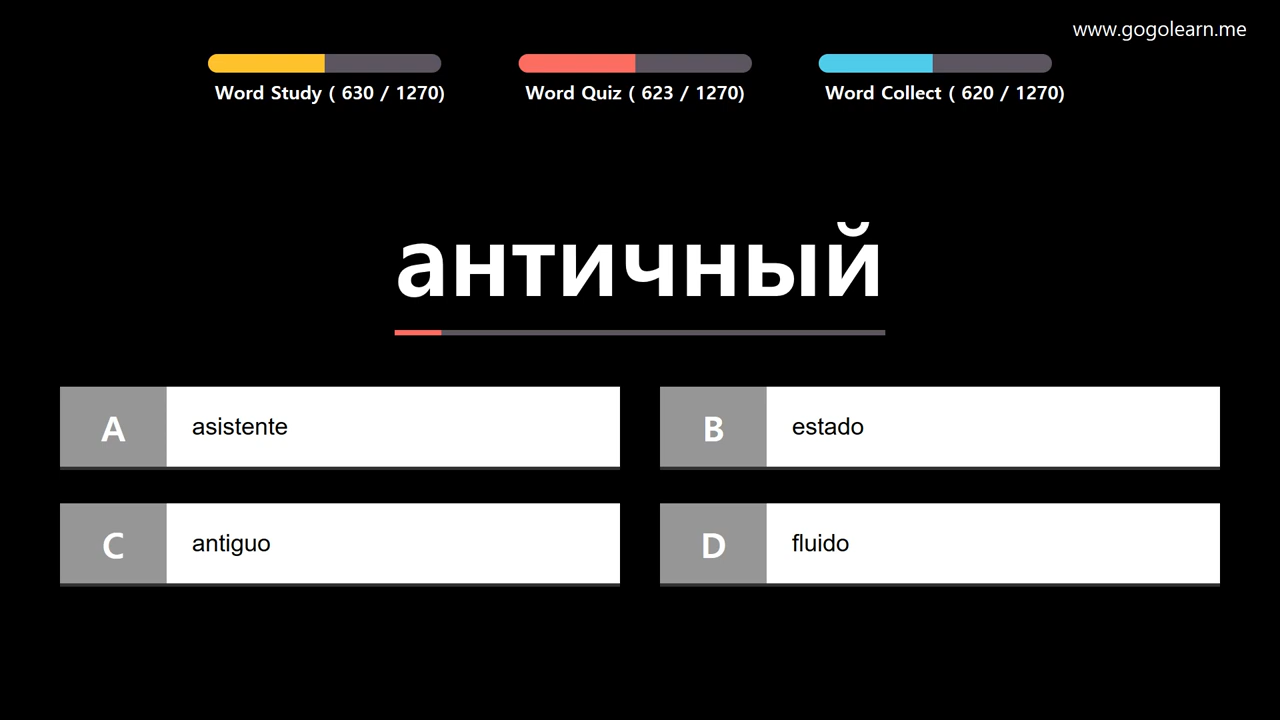 www.gogolearn.me
Word Study ( 630 / 1270)
Word Quiz ( 623 / 1270)
Word Collect ( 620 / 1270)
античный
A asistente
B estado
C antiguo
D fluido